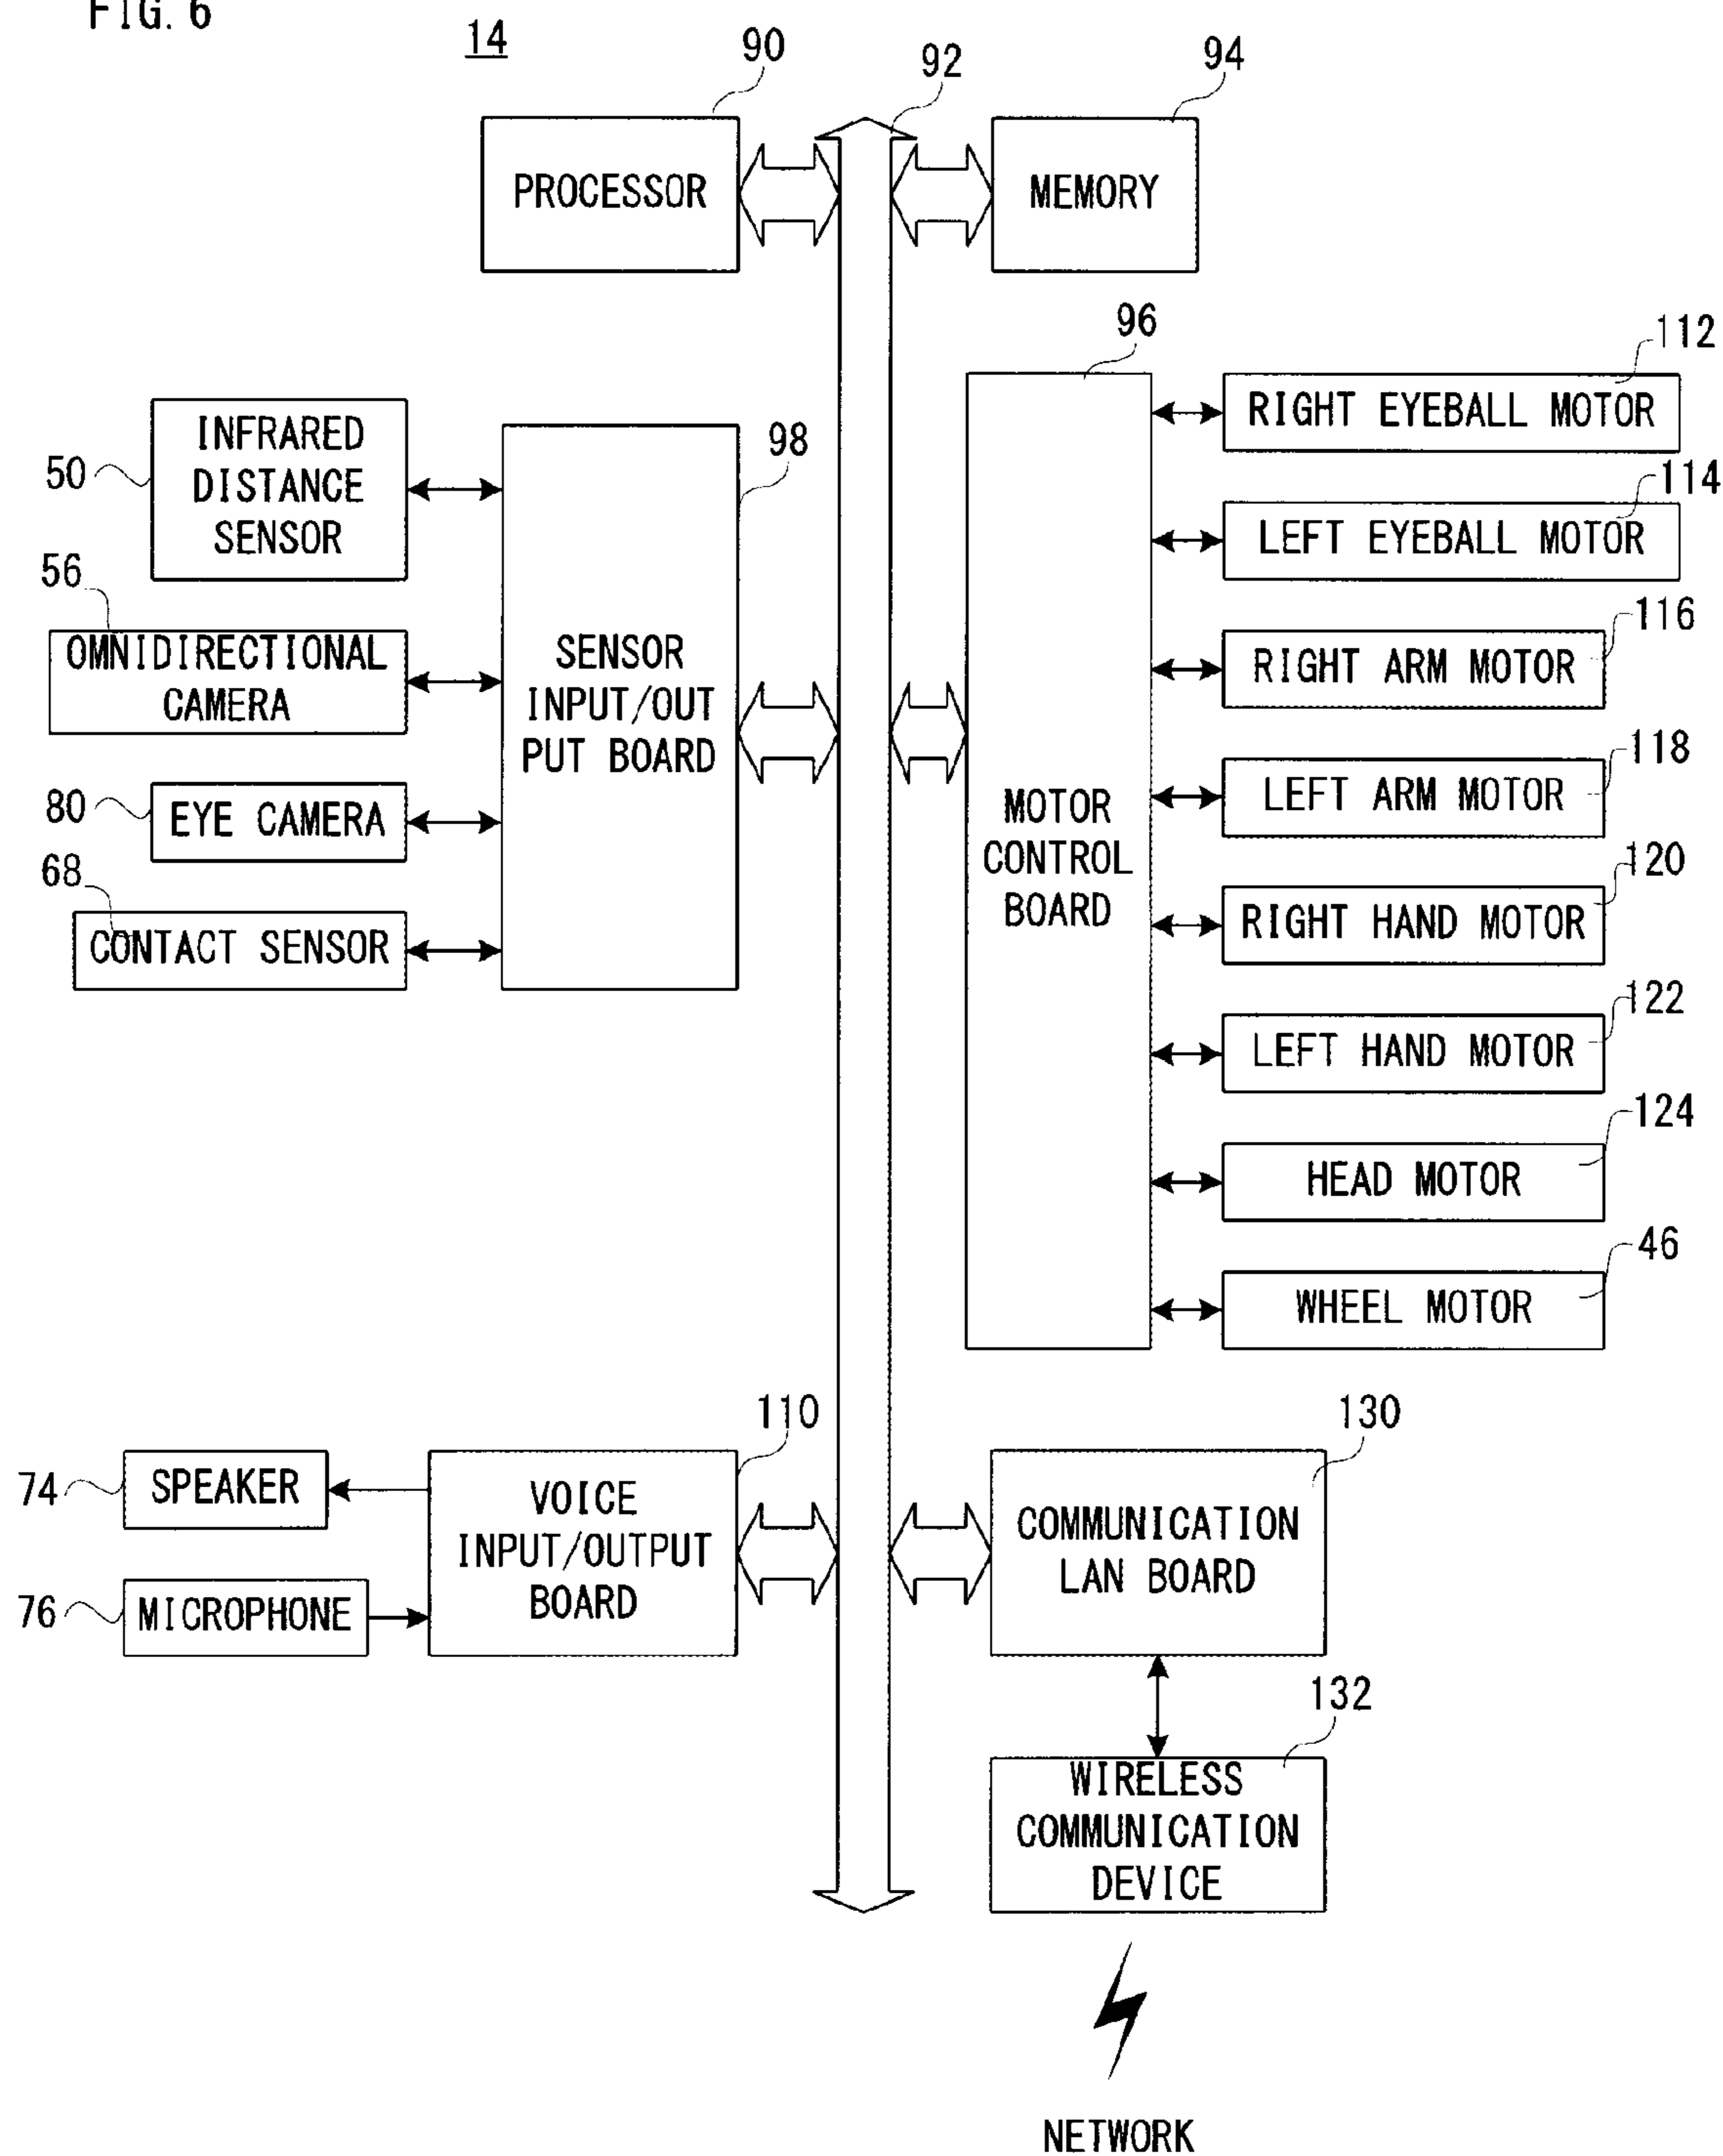 FIG. 6
14
90
92
94
PROCESSOR
MEMORY
96
112
RIGHT EYEBALL MOTOR
114
LEFT EYEBALL MOTOR
116
RIGHT ARM MOTOR
118
LEFT ARM MOTOR
120
RIGHT HAND MOTOR
122
LEFT HAND MOTOR
124
HEAD MOTOR
46
WHEEL MOTOR
MOTOR
CONTROL
BOARD
50
INFRARED
DISTANCE
SENSOR
98
56
OMNIDIRECTIONAL
CAMERA
SENSOR
INPUT/OUT
PUT BOARD
80
EYE CAMERA
68
CONTACT SENSOR
110
130
74
SPEAKER
VOICE
INPUT/OUTPUT
BOARD
76
MICROPHONE
COMMUNICATION
LAN BOARD
132
WIRELESS
COMMUNICATION
DEVICE
NETWORK